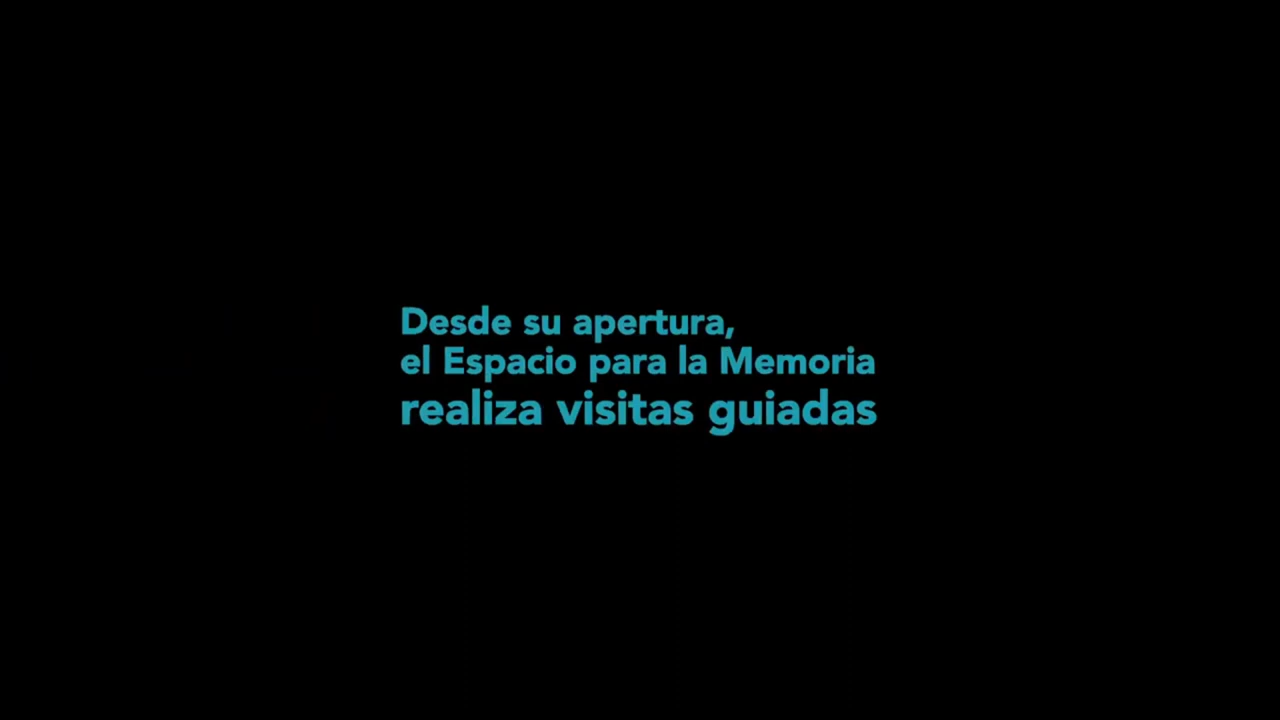 Desde su apertura,
el Espacio para la Memoria
realiza visitas guiadas